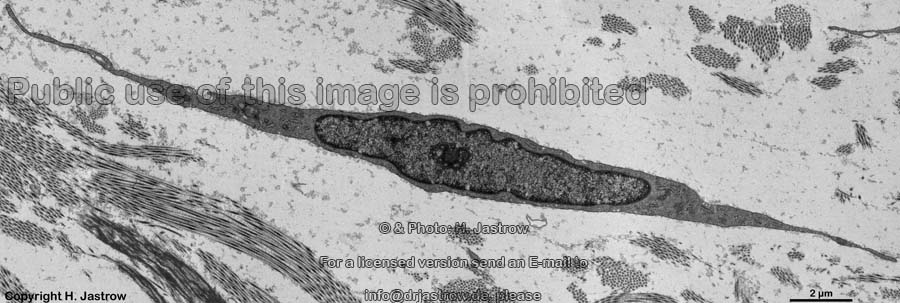 Public use of this image is prohibited
© & Photo: H. Jastrow
For a licensed version send an E-mail to
Copyright H. Jastrow
info@drjastrow.de, please
2 µm